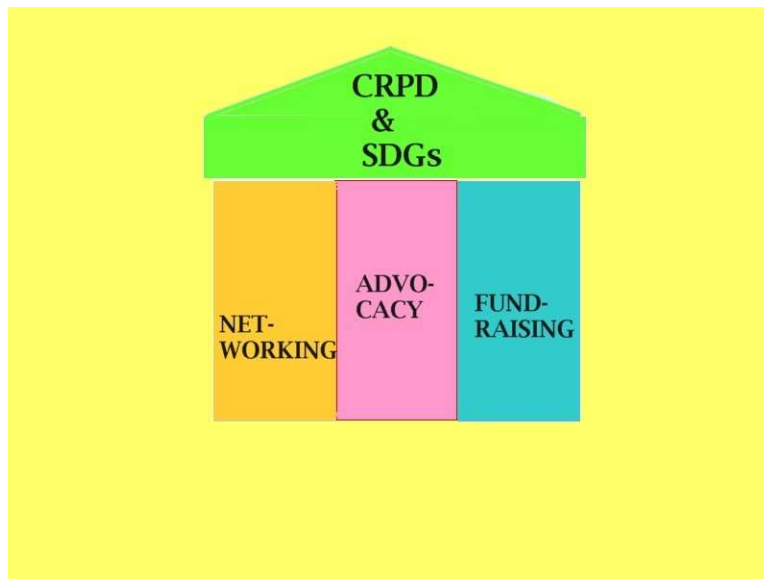 CRPD
&
SDGs
NET-
WORKING
ADVO-
CACY
FUND-
RAISING